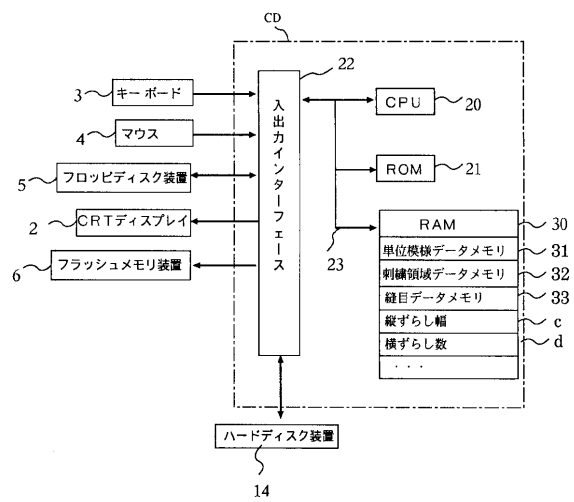 CD
22
3
キーボード
4
マウス
5
フロッピディスク装置
2
CRTディスプレイ
6
フラッシュメモリ装置
入出力インターフェース
CPU
20
ROM
21
23
RAM
30
単位模様データメモリ
31
刺繍領域データメモリ
32
縫目データメモリ
33
縦ずらし幅
c
横ずらし数
d
・・・
ハードディスク装置
14